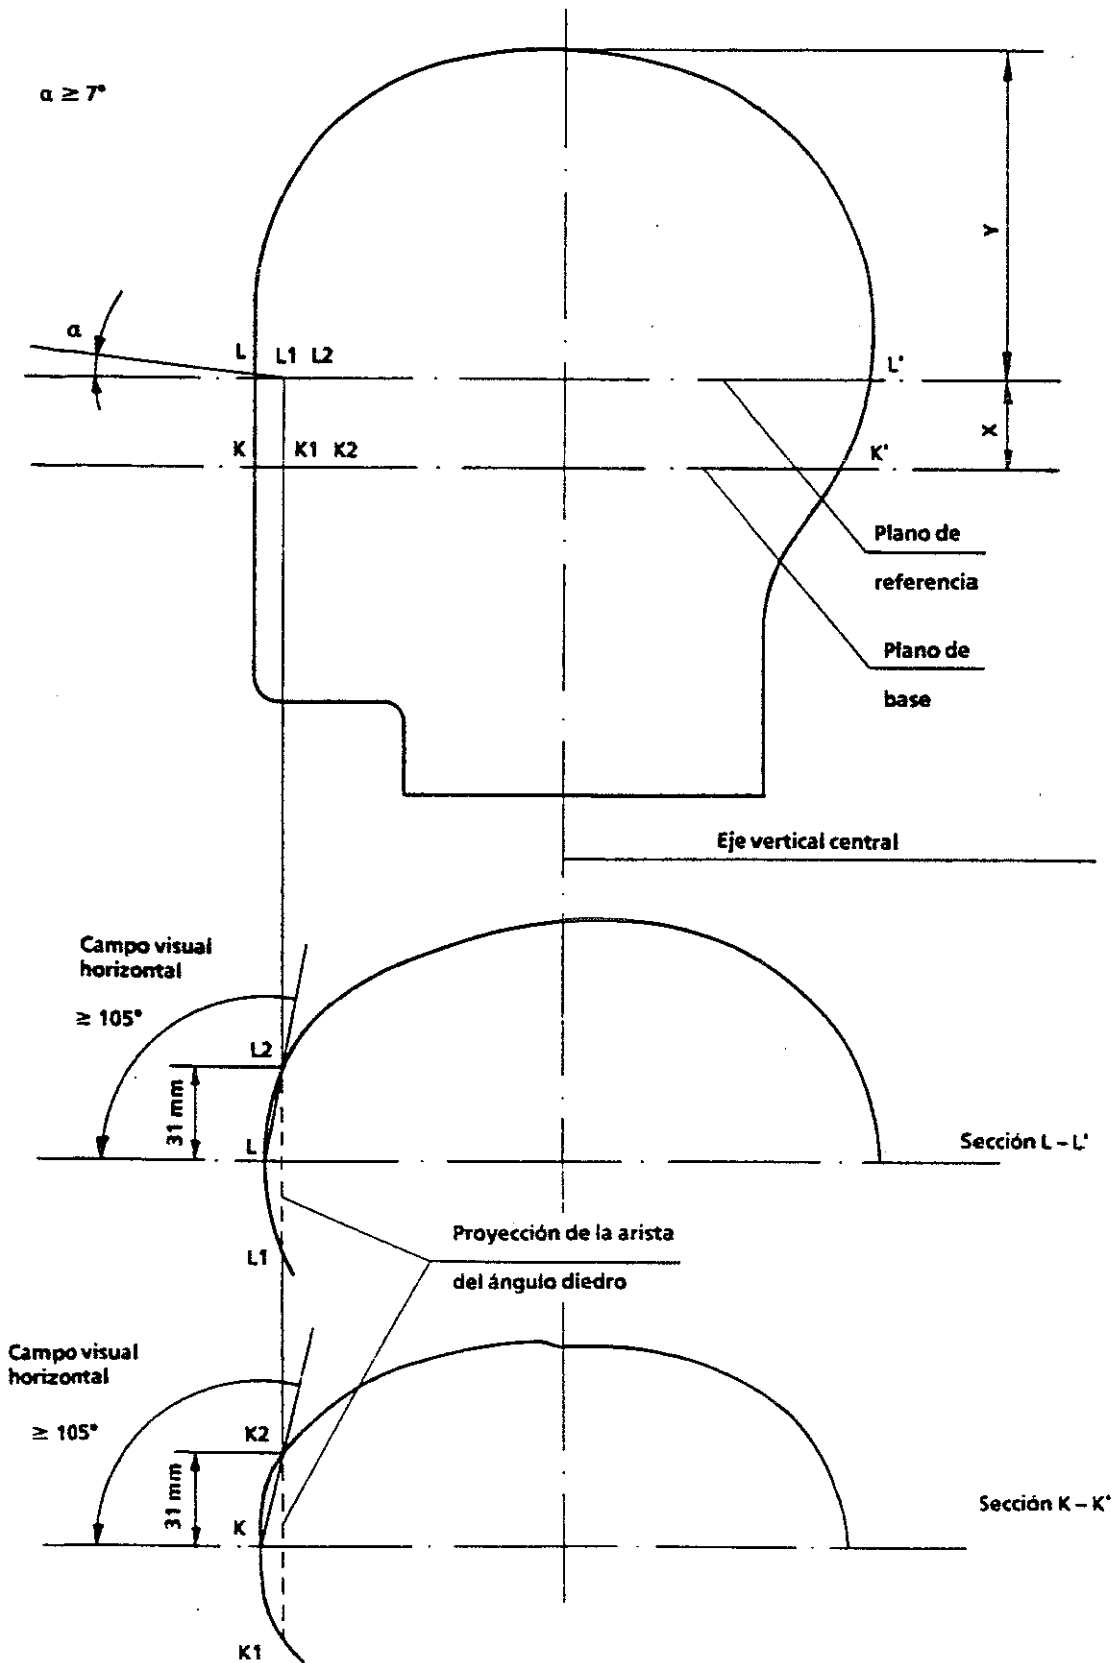 α ≥ 7°
Y
α
L L1 L2
L'
X
K K1 K2
K'
Plano de
referencia
Plano de
base
Eje vertical central
Campo visual
horizontal
≥ 105°
L2
31 mm
L
Sección L – L'
L1
Proyección de la arista
del ángulo diedro
Campo visual
horizontal
≥ 105°
K2
31 mm
K
Sección K – K'
K1